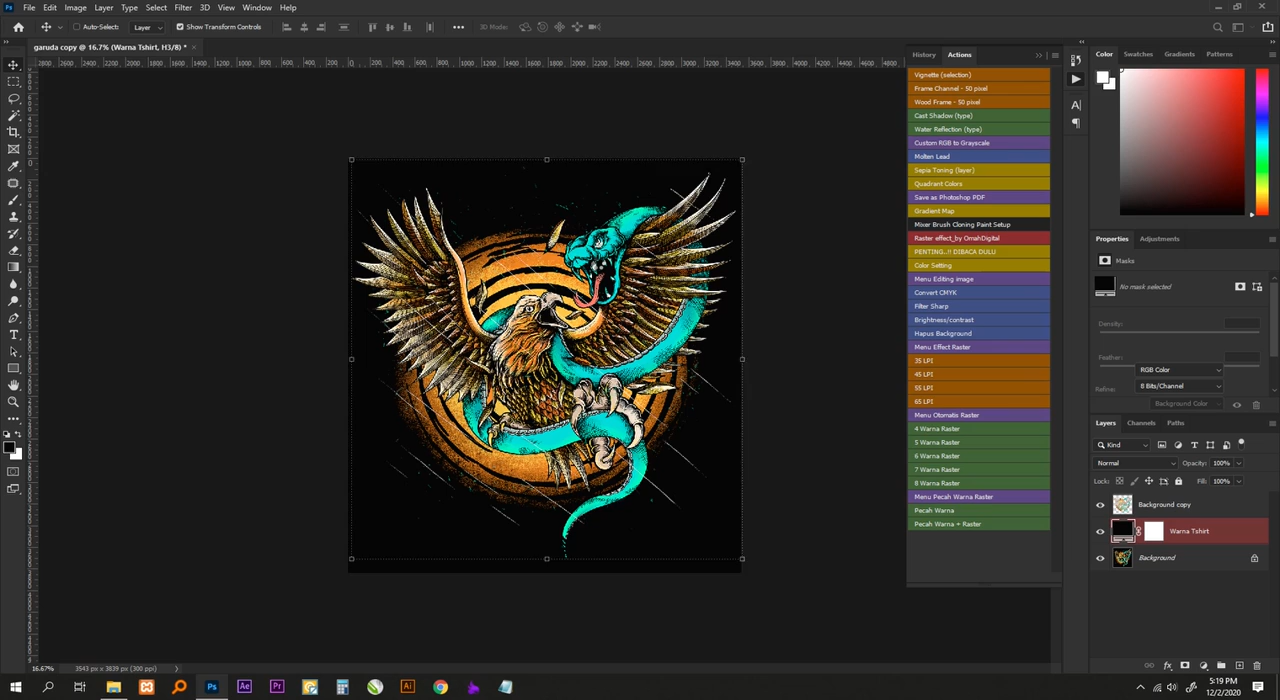 File Edit Image Layer Type Select Filter 3D View Window Help
Auto-Select: Layer Show Transform Controls 3D Mode:
garuda copy @ 16.7% (Warna Tshirt, H3/8) *
History Actions
Vignette (selection)
Frame Channel - 50 pixel
Wood Frame - 50 pixel
Cast Shadow (type)
Water Reflection (type)
Custom RGB to Grayscale
Molten Lead
Sepia Toning (layer)
Quadrant Colors
Save as Photoshop PDF
Gradient Map
Mixer Brush Cloning Paint Setup
Raster effect_by OmahDigital
PENTING..!! DIBACA DULU
Color Setting
Menu Editing image
Convert CMYK
Filter Sharp
Brightness/contrast
Hapus Background
Menu Effect Raster
35 LPI
45 LPI
55 LPI
65 LPI
Menu Otomatis Raster
4 Warna Raster
5 Warna Raster
6 Warna Raster
7 Warna Raster
8 Warna Raster
Menu Pecah Warna Raster
Pecah Warna
Pecah Warna + Raster
Color Swatches Gradients Patterns
Properties Adjustments
Masks
No mask selected
Density:
Feather:
RGB Color
Refine: 8 Bits/Channel
Background Color
Layers Channels Paths
Kind
Normal Opacity: 100%
Lock: Fill: 100%
Background copy
Warna Tshirt
Background
16.67% 3543 px x 3839 px (300 ppi)
5:19 PM
12/2/2020